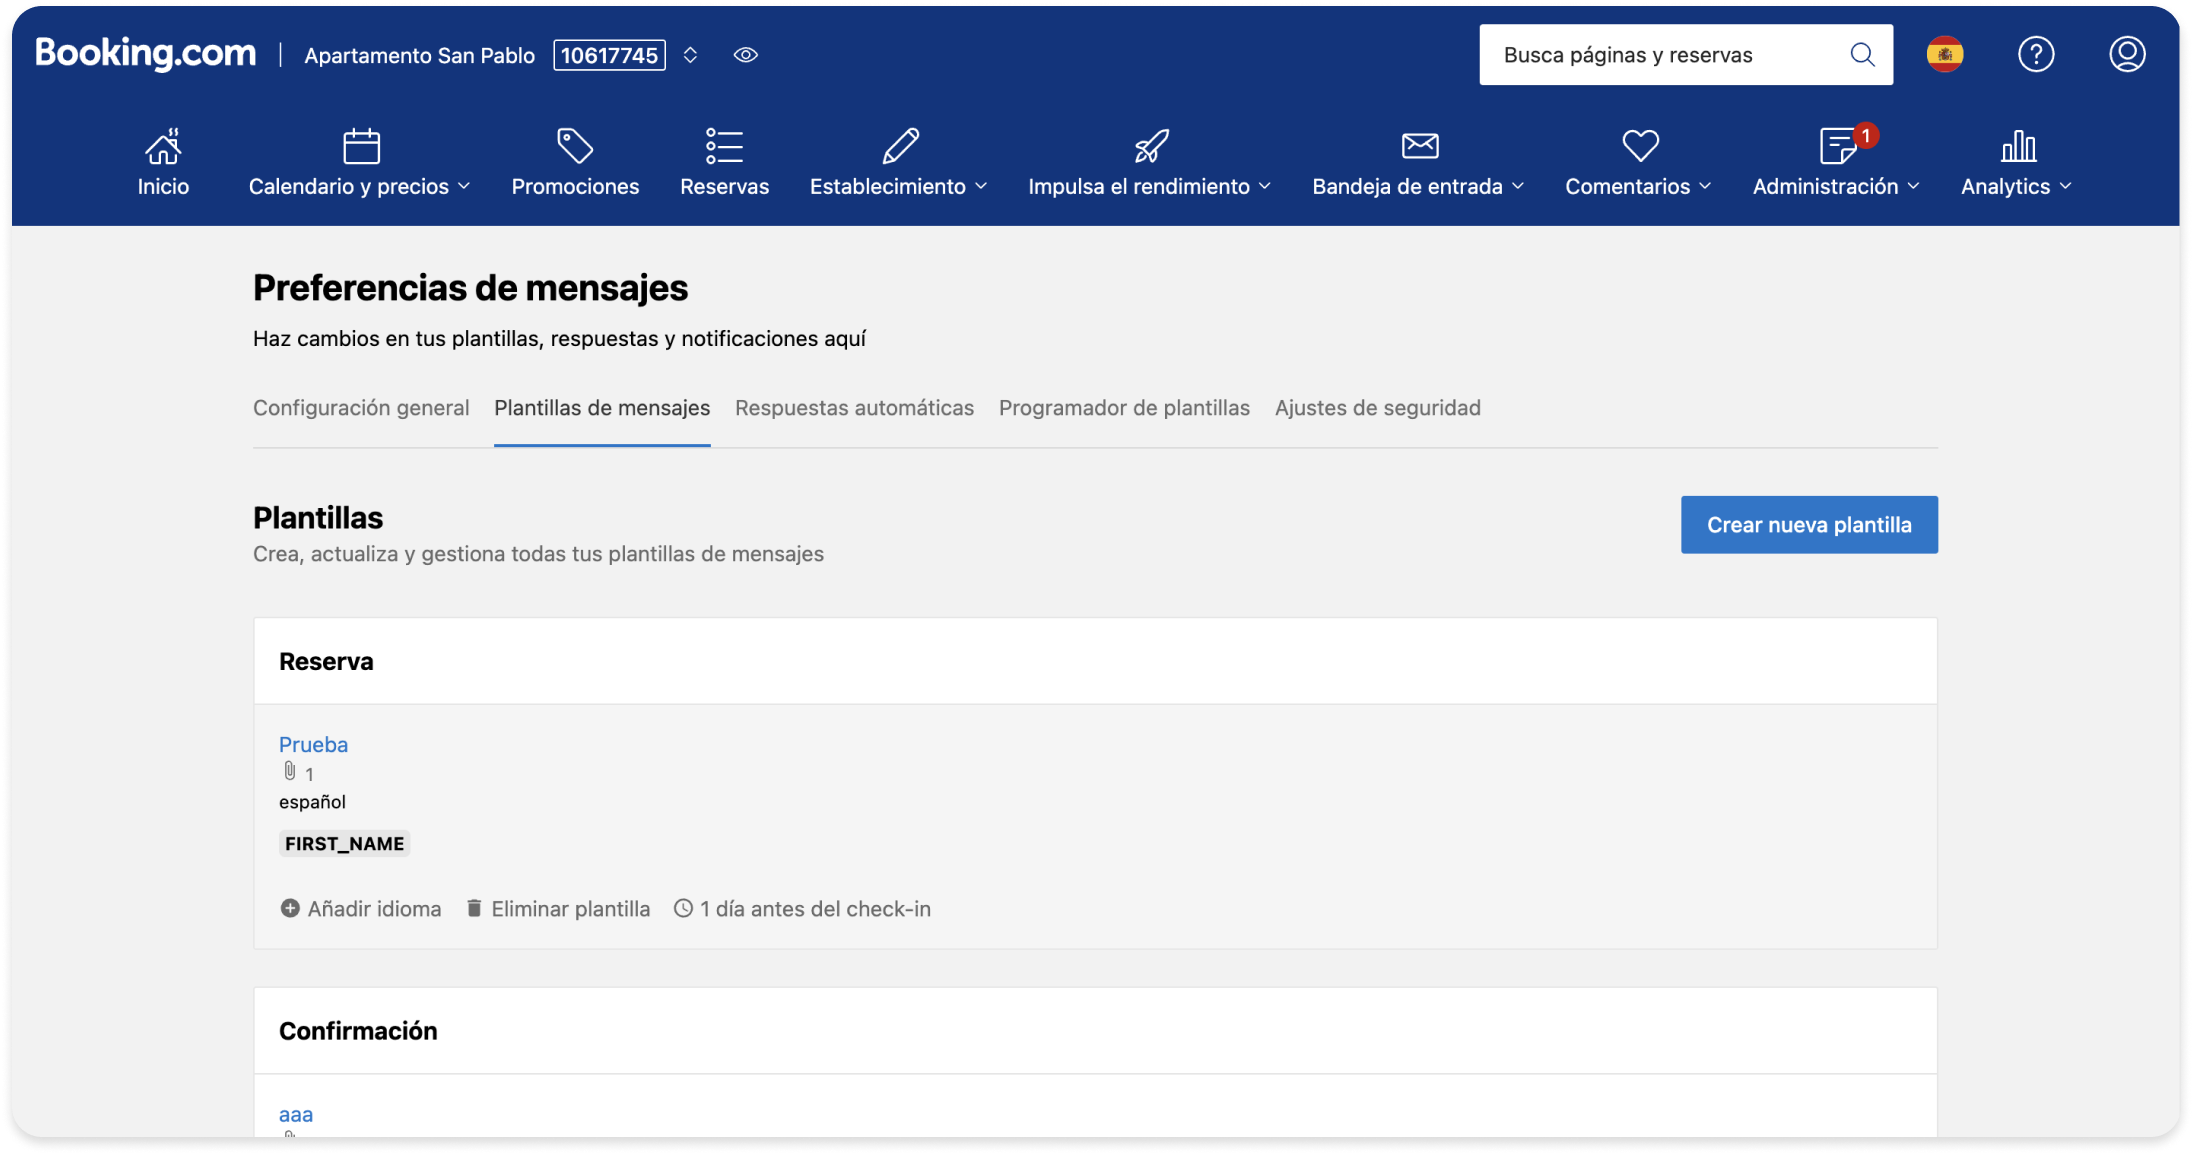 Booking.com Apartamento San Pablo 10617745 Busca páginas y reservas
Inicio Calendario y precios Promociones Reservas Establecimiento Impulsa el rendimiento Bandeja de entrada Comentarios 1 Administración Analytics
Preferencias de mensajes
Haz cambios en tus plantillas, respuestas y notificaciones aquí
Configuración general Plantillas de mensajes Respuestas automáticas Programador de plantillas Ajustes de seguridad
Plantillas
Crear nueva plantilla
Crea, actualiza y gestiona todas tus plantillas de mensajes
Reserva
Prueba
1
español
FIRST_NAME
Añadir idioma Eliminar plantilla 1 día antes del check-in
Confirmación
aaa